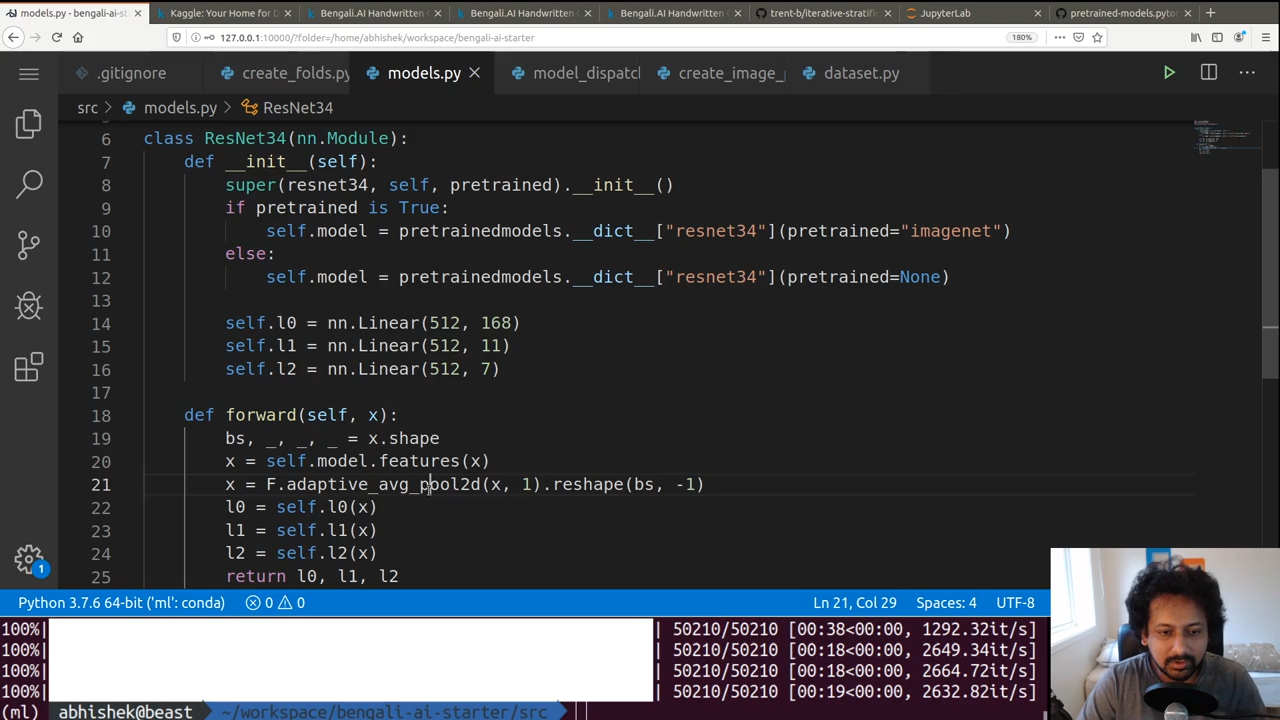 models.py - bengali-ai-st
Kaggle: Your Home for D
Bengali.AI Handwritten
Bengali.AI Handwritten
Bengali.AI Handwritten
trent-b/iterative-stratifi
JupyterLab
pretrained-models.pyto
127.0.0.1:10000/?folder=/home/abhishek/workspace/bengali-ai-starter
180%
.gitignore
create_folds.py
models.py
model_dispatc
create_image_
dataset.py
src > models.py > ResNet34
6 class ResNet34(nn.Module):
7 def __init__(self):
8 super(resnet34, self, pretrained).__init__()
9 if pretrained is True:
10 self.model = pretrainedmodels.__dict__["resnet34"](pretrained="imagenet")
11 else:
12 self.model = pretrainedmodels.__dict__["resnet34"](pretrained=None)
13
14 self.l0 = nn.Linear(512, 168)
15 self.l1 = nn.Linear(512, 11)
16 self.l2 = nn.Linear(512, 7)
17
18 def forward(self, x):
19 bs, _, _, _ = x.shape
20 x = self.model.features(x)
21 x = F.adaptive_avg_pool2d(x, 1).reshape(bs, -1)
22 l0 = self.l0(x)
23 l1 = self.l1(x)
24 l2 = self.l2(x)
25 return l0, l1, l2
1
Python 3.7.6 64-bit ('ml': conda) 0 0 Ln 21, Col 29 Spaces: 4 UTF-8
100%| | 50210/50210 [00:38<00:00, 1292.32it/s]
100%| | 50210/50210 [00:18<00:00, 2649.34it/s]
100%| | 50210/50210 [00:18<00:00, 2664.72it/s]
100%| | 50210/50210 [00:19<00:00, 2632.82it/s]
(ml) abhishek@beast ~/workspace/bengali-ai-starter/src